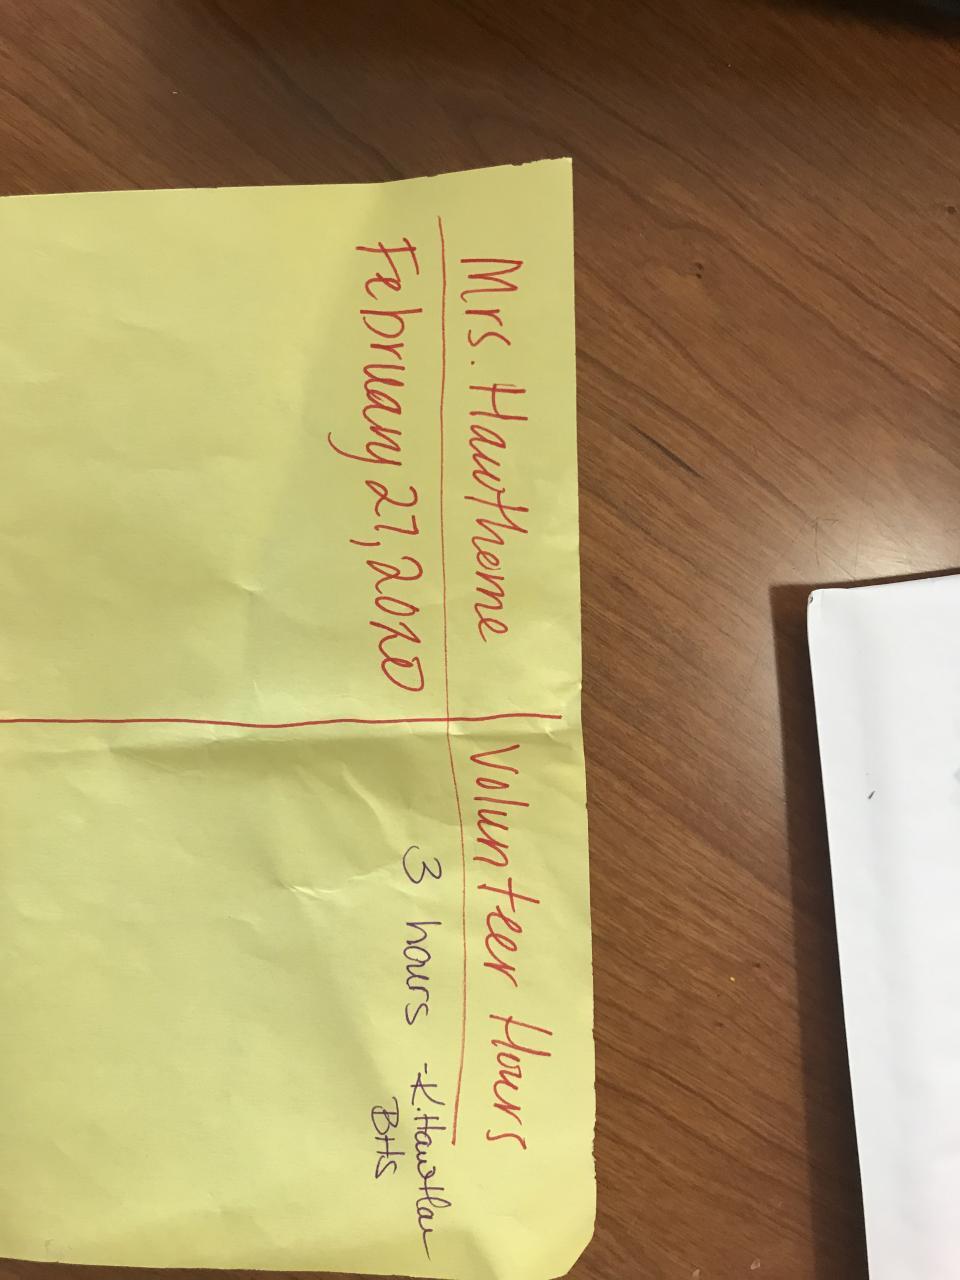 Mrs. Hawthorne
Volunteer Hours
February 27, 2020
3 hours
-K. Hawthorne
BHS